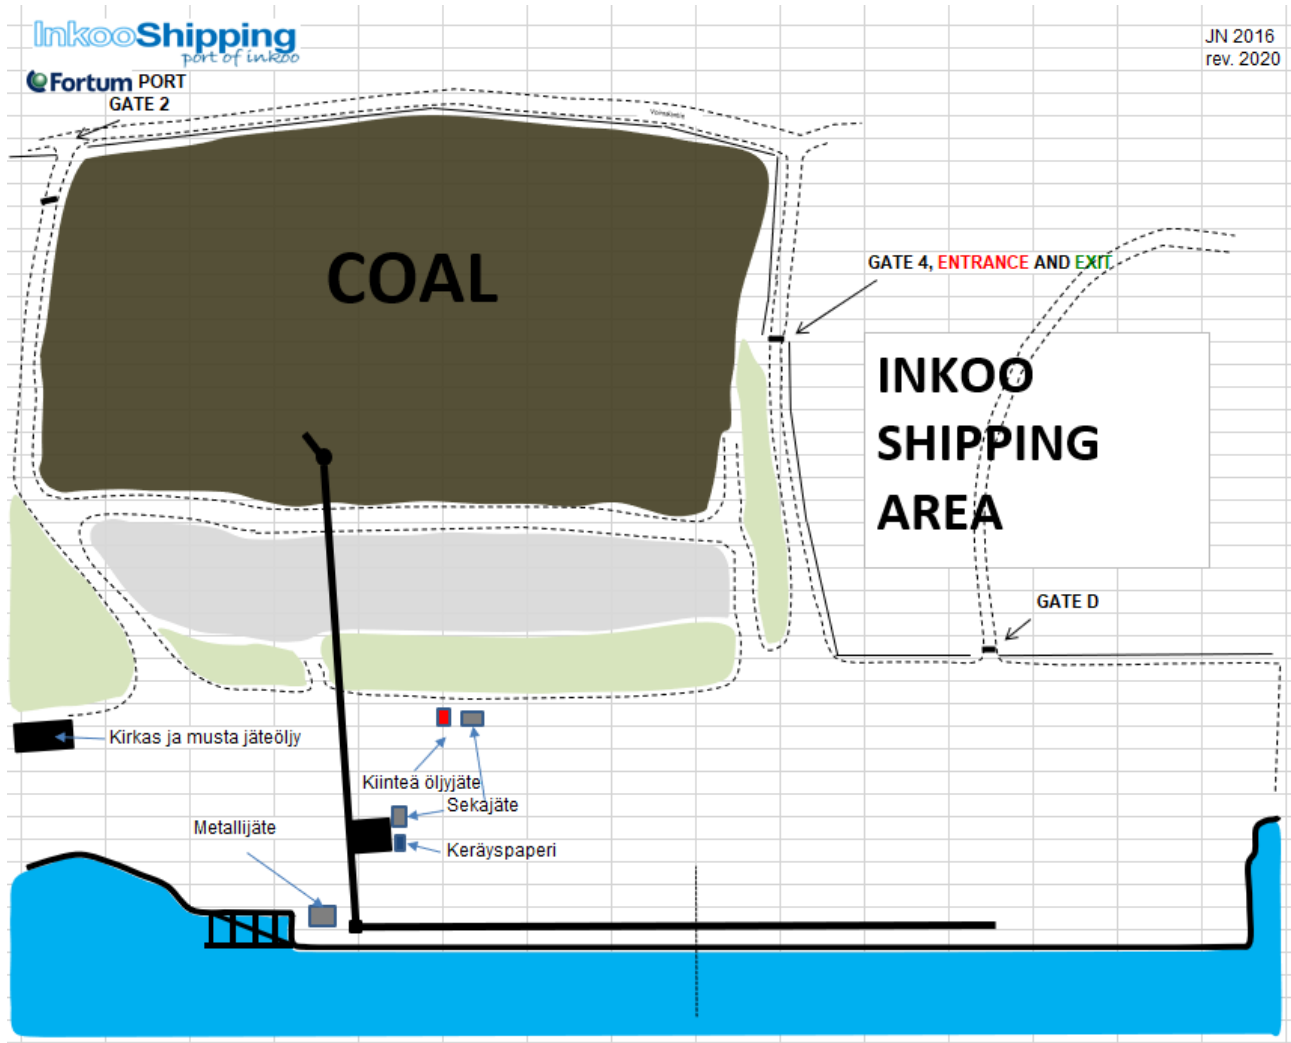 InkooShipping
port of inkoo
JN 2016
rev. 2020
Fortum PORT
GATE 2
COAL
GATE 4, ENTRANCE AND EXIT
INKOO
SHIPPING
AREA
GATE D
Kirkas ja musta jäteöljy
Kiinteä öljyjäte
Sekajäte
Metallijäte
Keräyspaperi